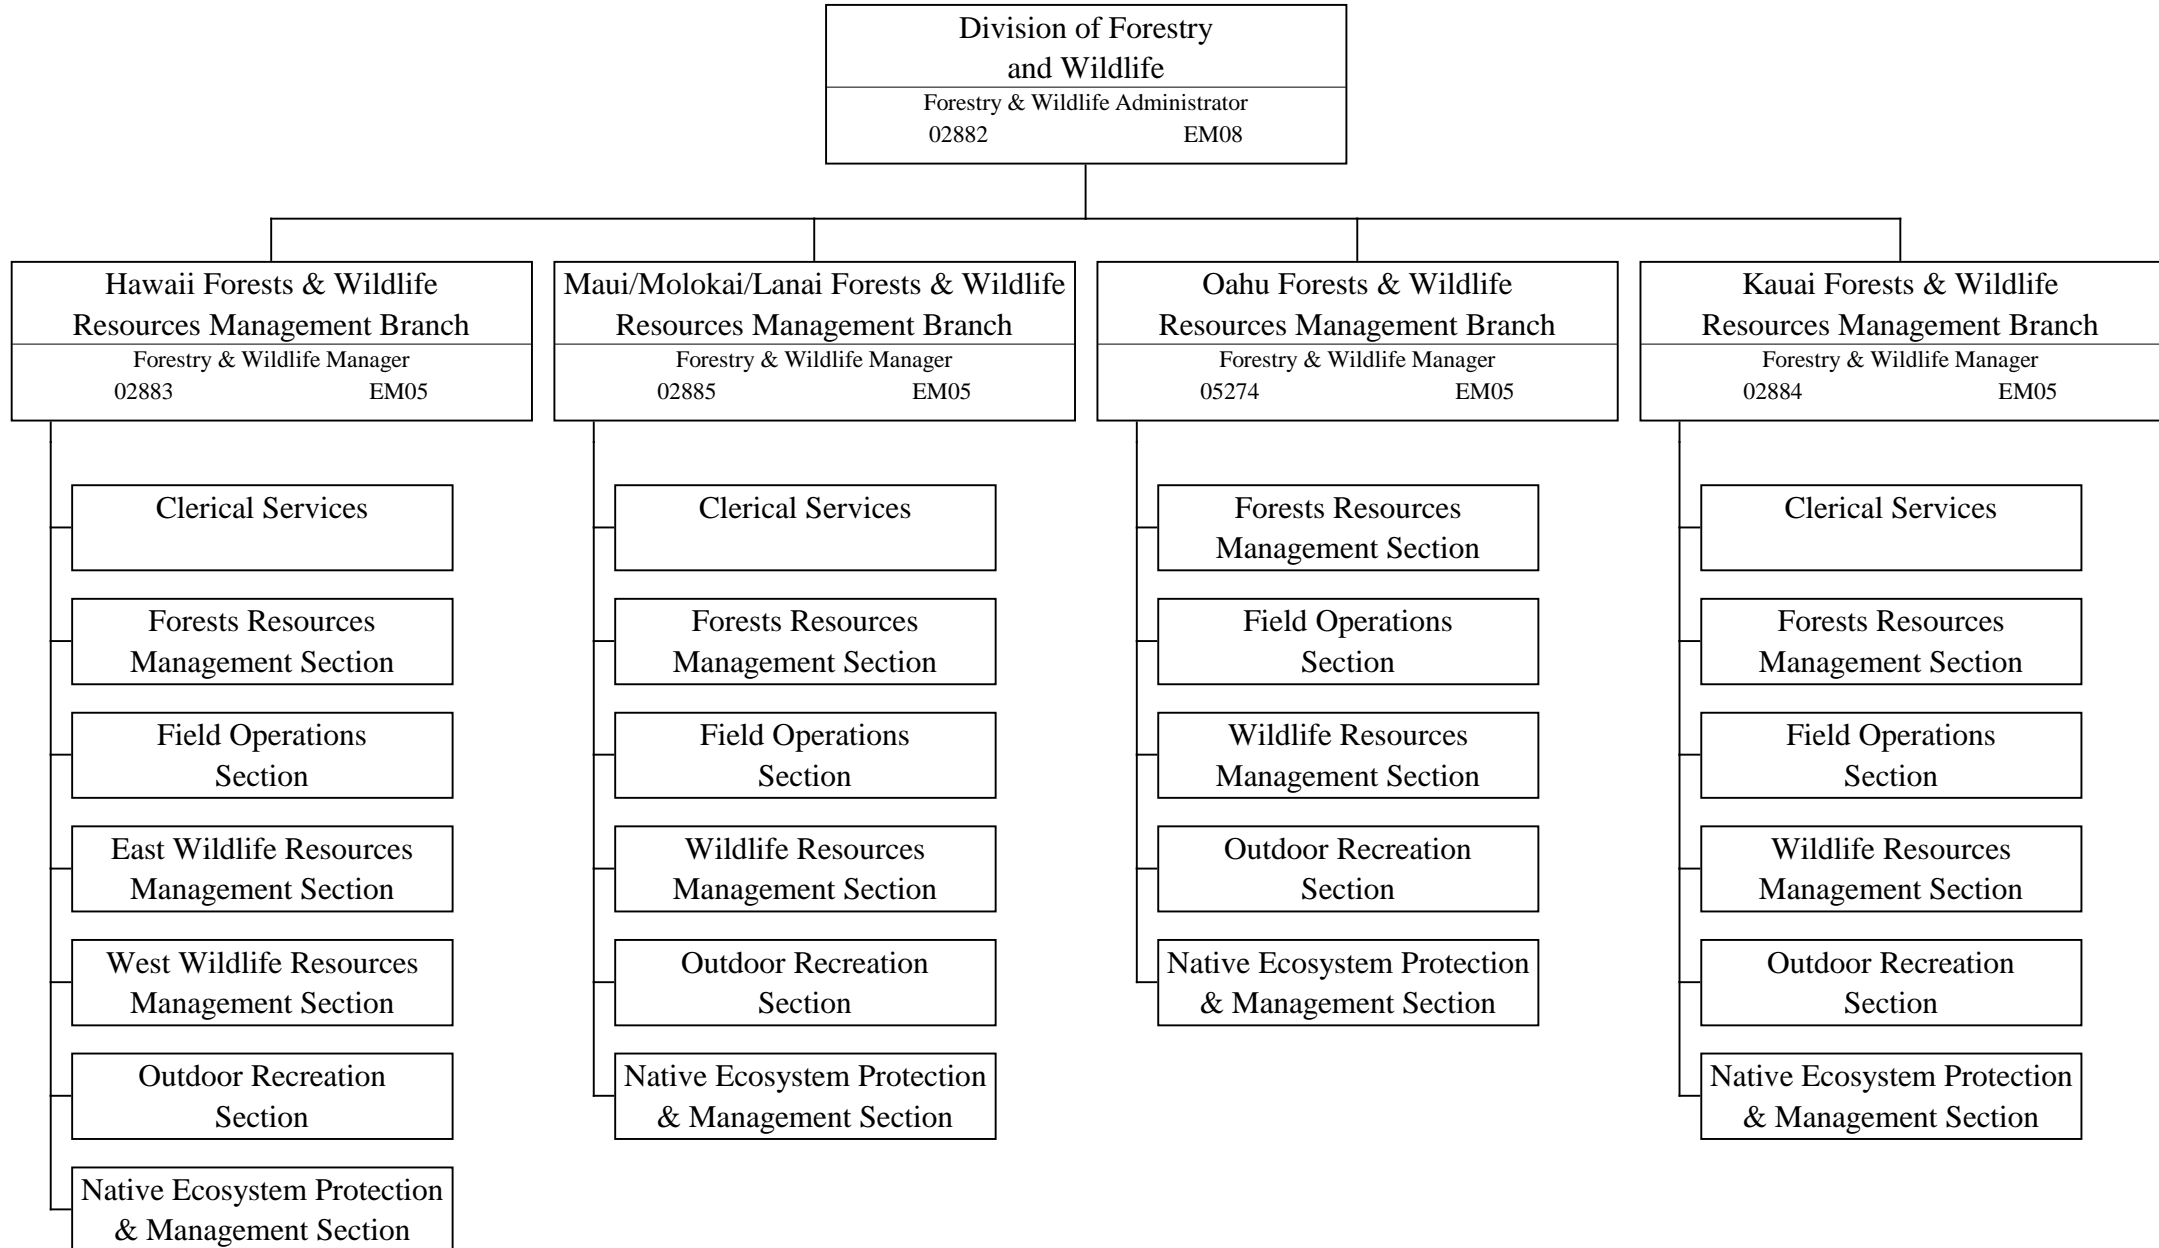 Division of Forestry
and Wildlife
Forestry & Wildlife Administrator
02882 EM08
Hawaii Forests & Wildlife
Resources Management Branch
Forestry & Wildlife Manager
02883 EM05
Clerical Services
Forests Resources
Management Section
Field Operations
Section
East Wildlife Resources
Management Section
West Wildlife Resources
Management Section
Outdoor Recreation
Section
Native Ecosystem Protection
& Management Section
Maui/Molokai/Lanai Forests & Wildlife
Resources Management Branch
Forestry & Wildlife Manager
02885 EM05
Clerical Services
Forests Resources
Management Section
Field Operations
Section
Wildlife Resources
Management Section
Outdoor Recreation
Section
Native Ecosystem Protection
& Management Section
Oahu Forests & Wildlife
Resources Management Branch
Forestry & Wildlife Manager
05274 EM05
Forests Resources
Management Section
Field Operations
Section
Wildlife Resources
Management Section
Outdoor Recreation
Section
Native Ecosystem Protection
& Management Section
Kauai Forests & Wildlife
Resources Management Branch
Forestry & Wildlife Manager
02884 EM05
Clerical Services
Forests Resources
Management Section
Field Operations
Section
Wildlife Resources
Management Section
Outdoor Recreation
Section
Native Ecosystem Protection
& Management Section